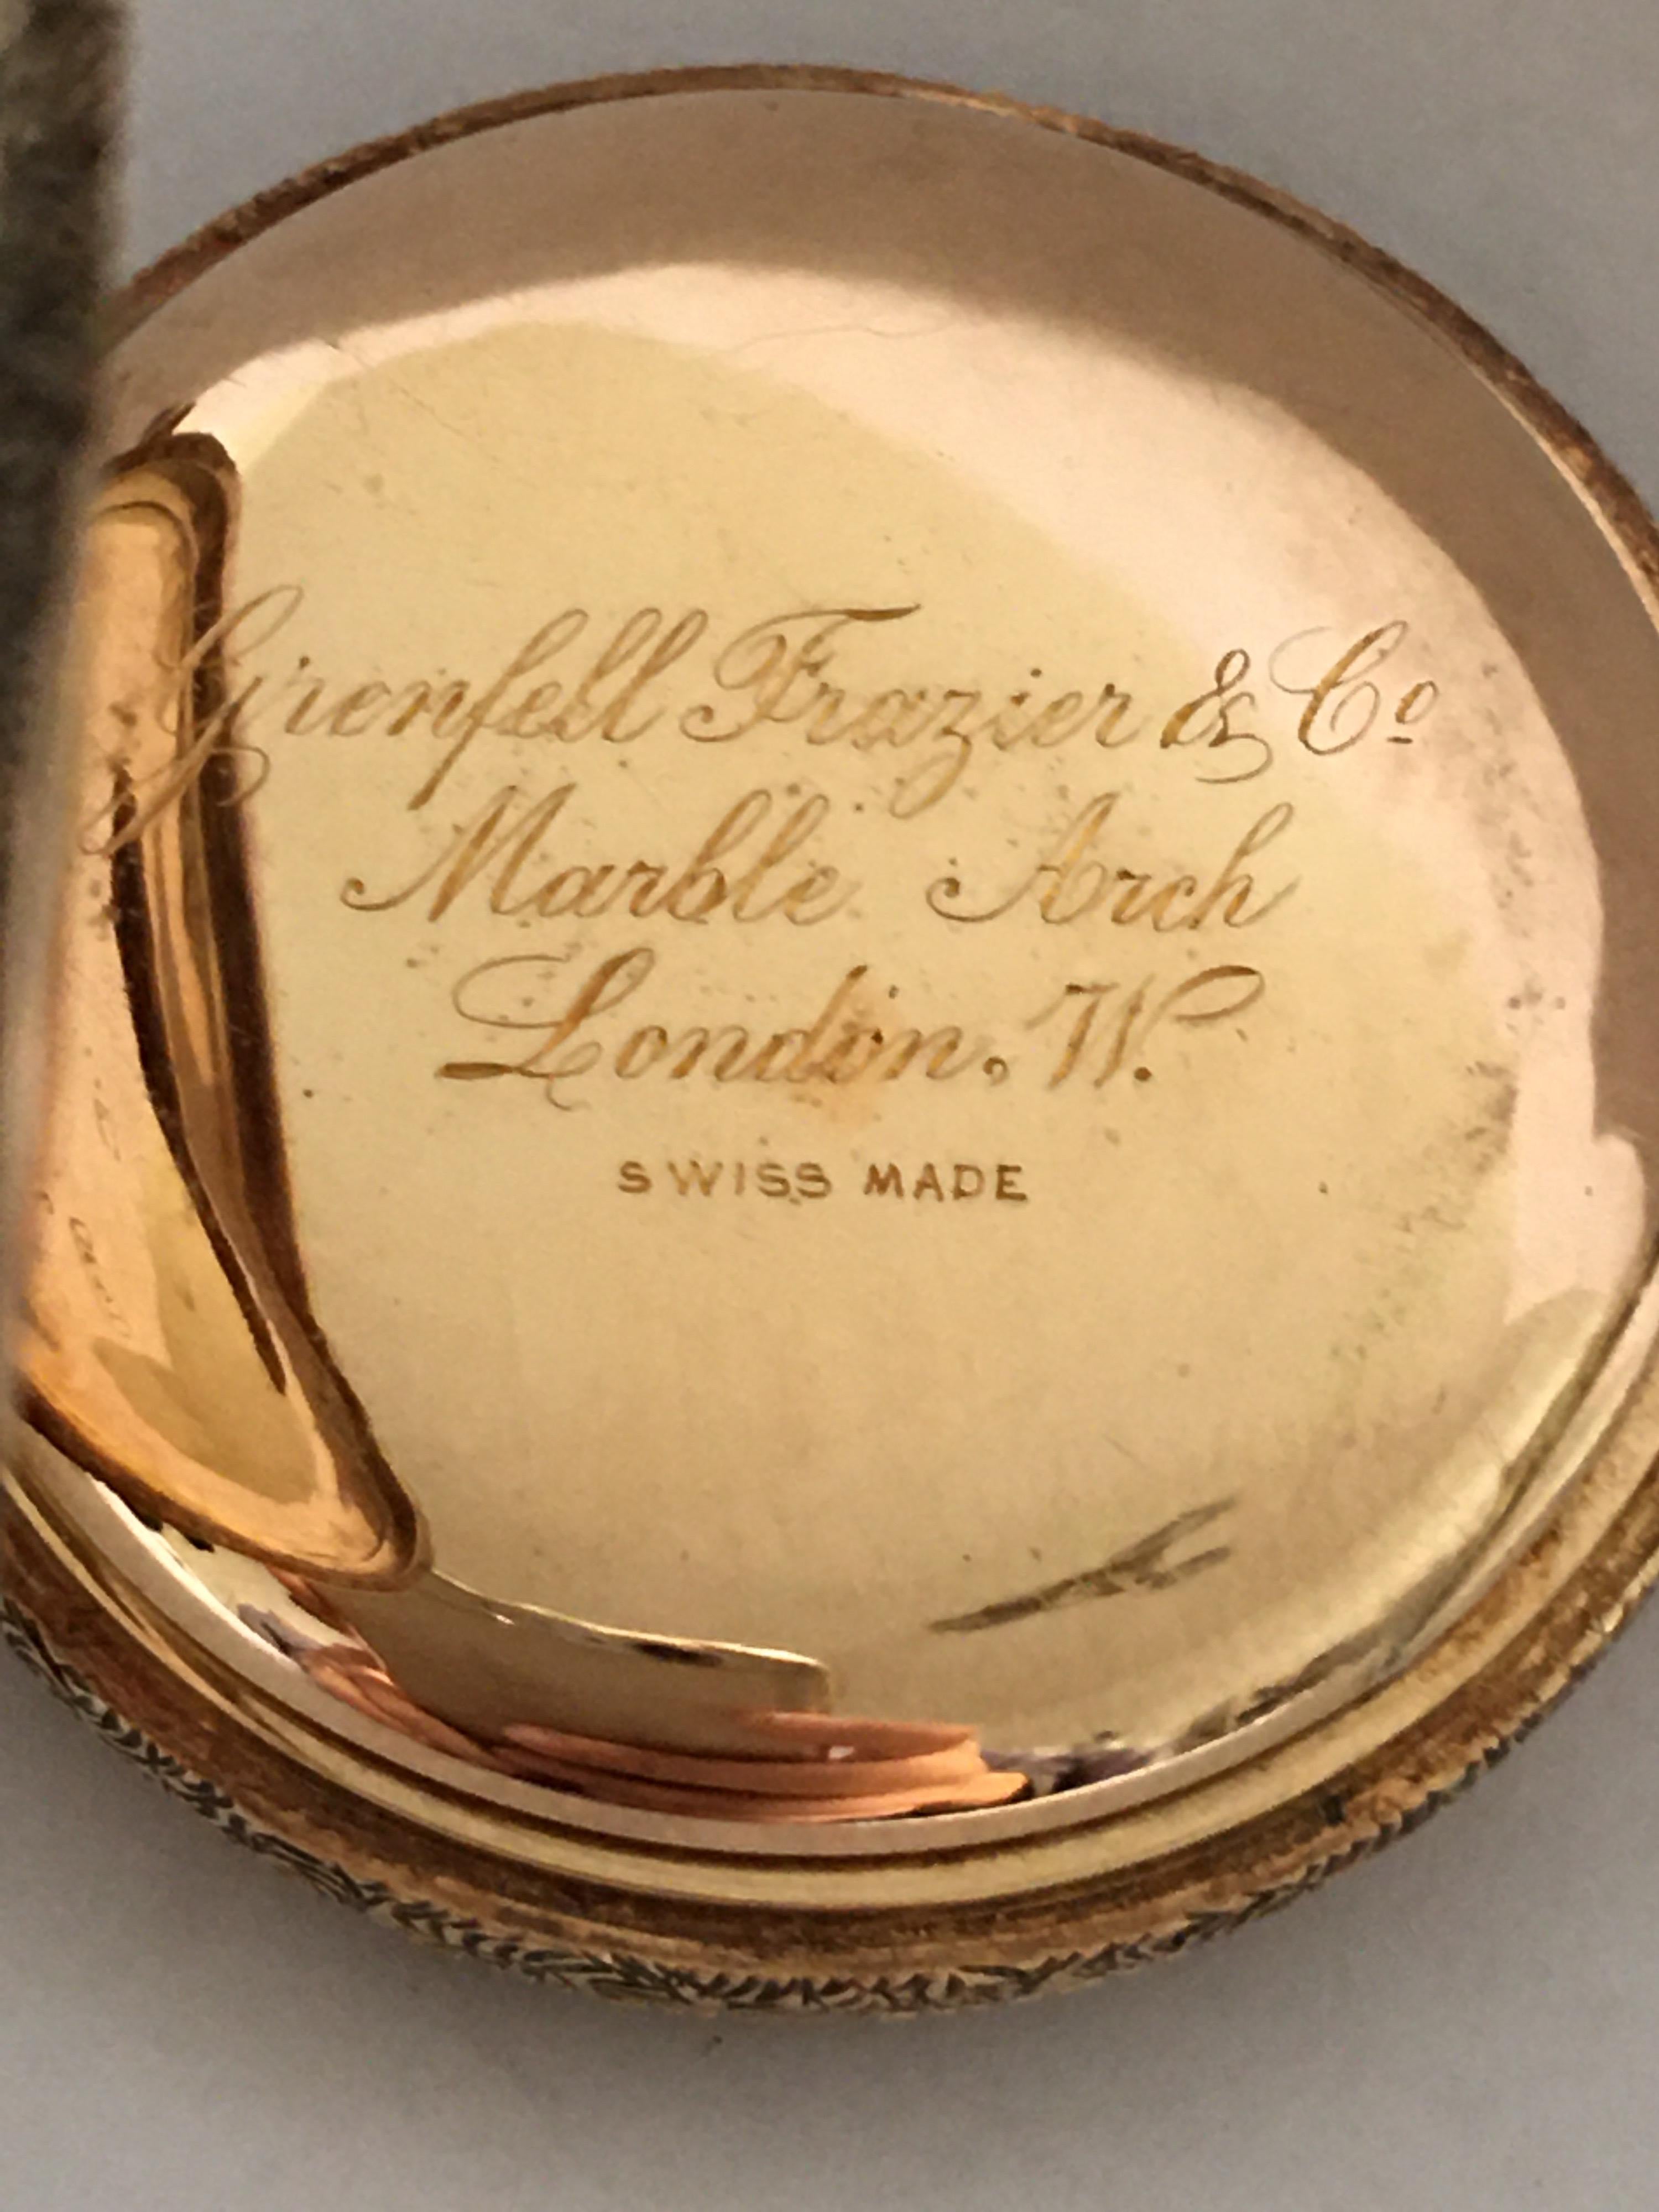 Grenfell Frazier & Co
Marble Arch
London, W.
SWISS MADE